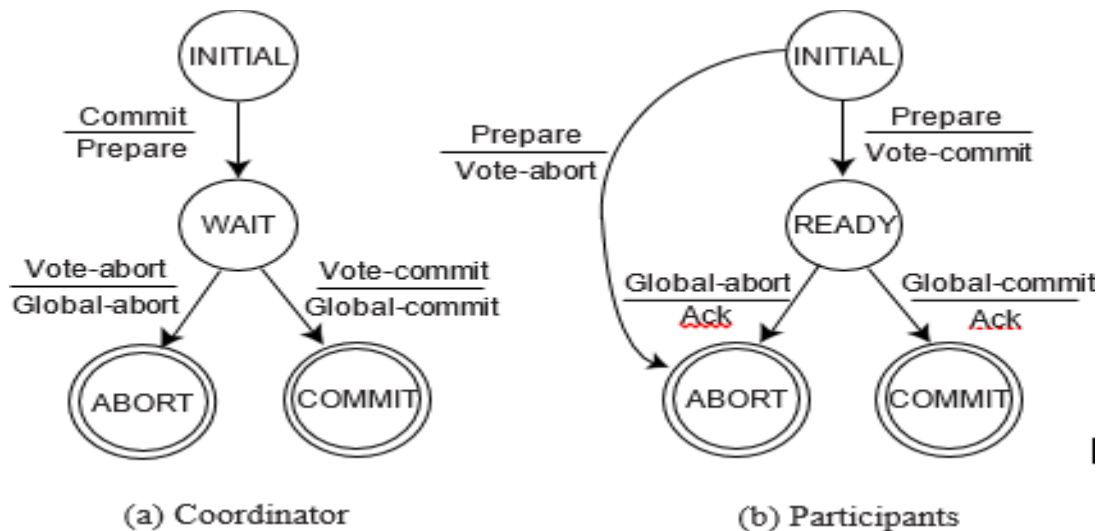 INITIAL
Commit
Prepare
WAIT
Vote-abort
Global-abort
Vote-commit
Global-commit
ABORT
COMMIT
(a) Coordinator
INITIAL
Prepare
Vote-abort
Prepare
Vote-commit
READY
Global-abort
Ack
Global-commit
Ack
ABORT
COMMIT
(b) Participants